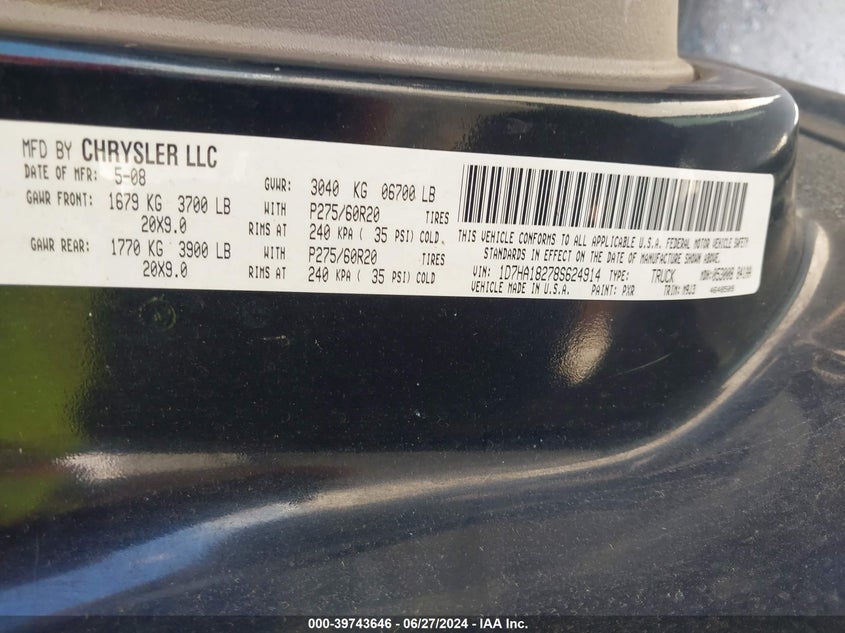 MFD BY CHRYSLER LLC
DATE OF MFR: 5-08
GAWR FRONT: 1679 KG 3700 LB
20X9.0
GAWR REAR: 1770 KG 3900 LB
20X9.0
GVWR: 3040 KG 06700 LB
WITH P275/60R20 TIRES
RIMS AT 240 KPA ( 35 PSI) COLD
WITH P275/60R20 TIRES
RIMS AT 240 KPA ( 35 PSI) COLD
THIS VEHICLE CONFORMS TO ALL APPLICABLE U.S.A. FEDERAL MOTOR VEHICLE SAFETY
STANDARDS IN EFFECT ON THE DATE OF MANUFACTURE SHOWN ABOVE.
VIN: 1D7HA18278S624914 TYPE: TRUCK MDH:
VEHICLE MADE IN U.S.A. PAINT: PXR TRIM: M9J3
000-39743646 / 06/27/2024 - IAA Inc.